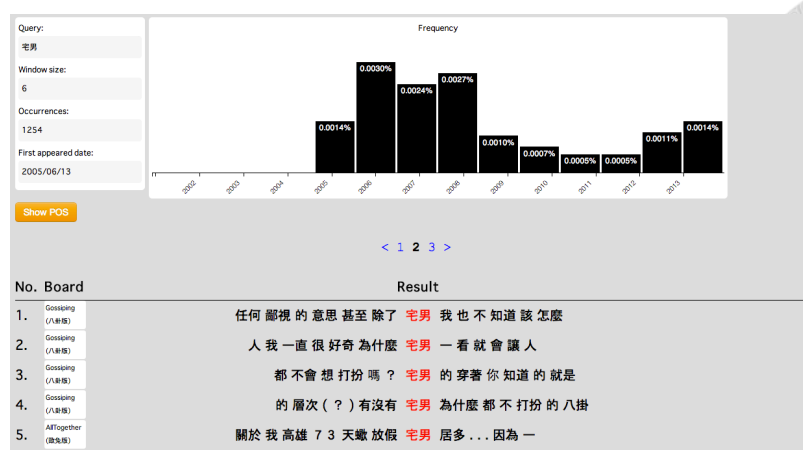 Query:
宅男
Window size:
6
Occurrences:
1254
First appeared date:
2005/06/13
Show POS
Frequency
0.0014%
0.0030%
0.0024%
0.0027%
0.0010%
0.0007%
0.0005%
0.0005%
0.0011%
0.0014%
2002
2003
2004
2005
2006
2007
2008
2009
2010
2011
2012
2013
< 1 2 3 >
No. Board Result
1. Gossiping (八卦版) 任何 鄙視 的 意思 甚至 除了 宅男 我 也 不 知道 該 怎麼
2. Gossiping (八卦版) 人 我 一直 很 好奇 為什麼 宅男 一 看 就 會 讓 人
3. Gossiping (八卦版) 都 不會 想 打扮 嗎 ? 宅男 的 穿著 你 知道 的 就是
4. Gossiping (八卦版) 的 層次 ( ? ) 有沒有 宅男 為什麼 都 不 打扮 的 八掛
5. AllTogether (歐兔版) 關於 我 高雄 7 3 天蠍 放假 宅男 居多 . . . 因為 一